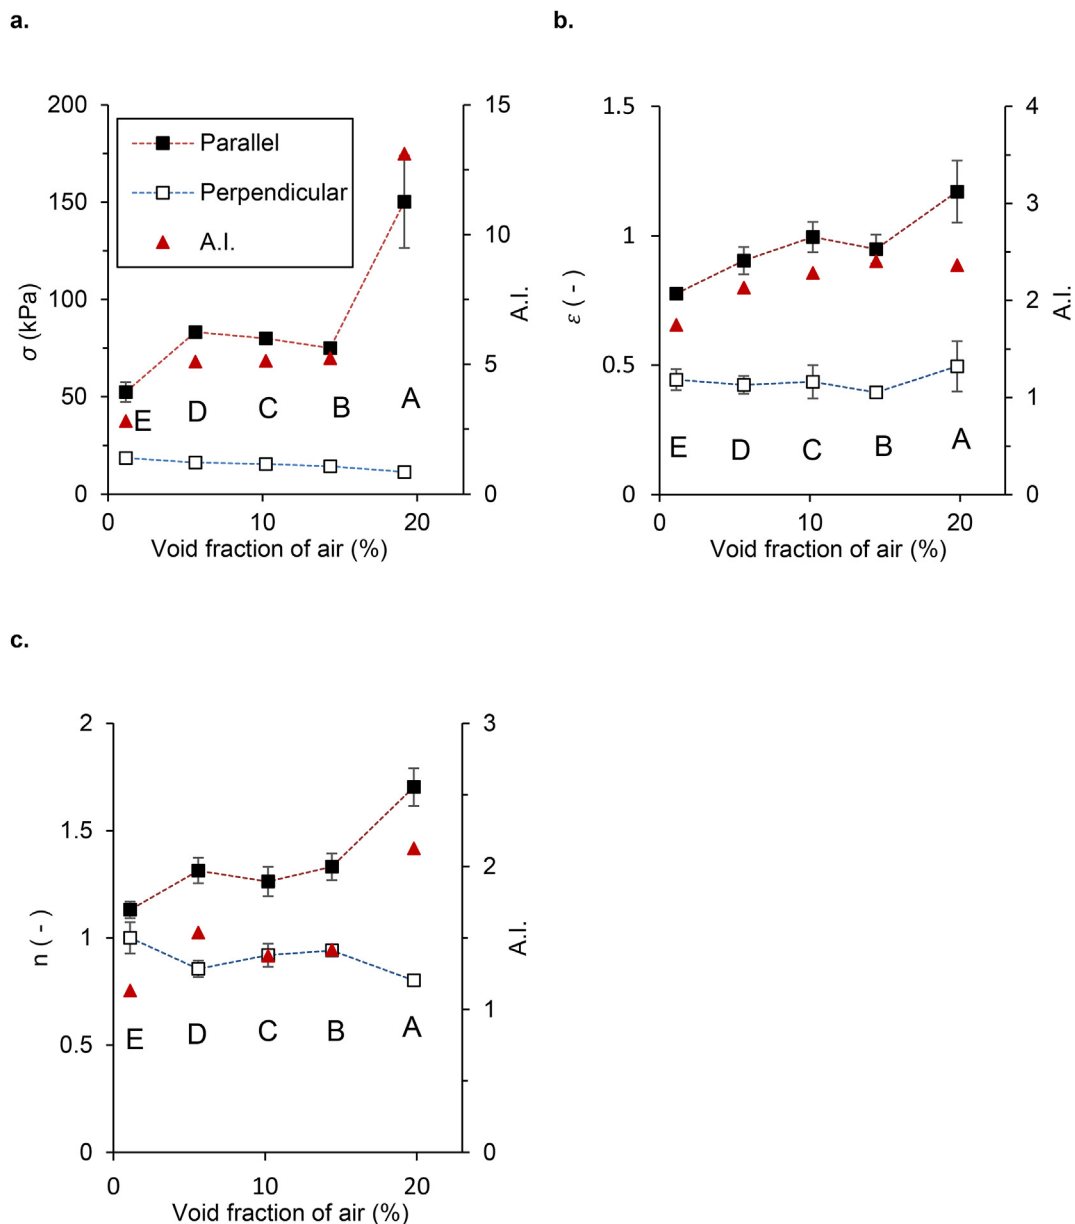 a.
200
150
100
50
0
σ (kPa)
Parallel
Perpendicular
A.I.
E
D
C
B
A
15
10
5
0
A.I.
0
10
20
Void fraction of air (%)
b.
1.5
1
0.5
0
ε ( - )
E
D
C
B
A
4
3
2
1
0
A.I.
0
10
20
Void fraction of air (%)
c.
2
1.5
1
0.5
0
n ( - )
E
D
C
B
A
3
2
1
0
A.I.
0
10
20
Void fraction of air (%)